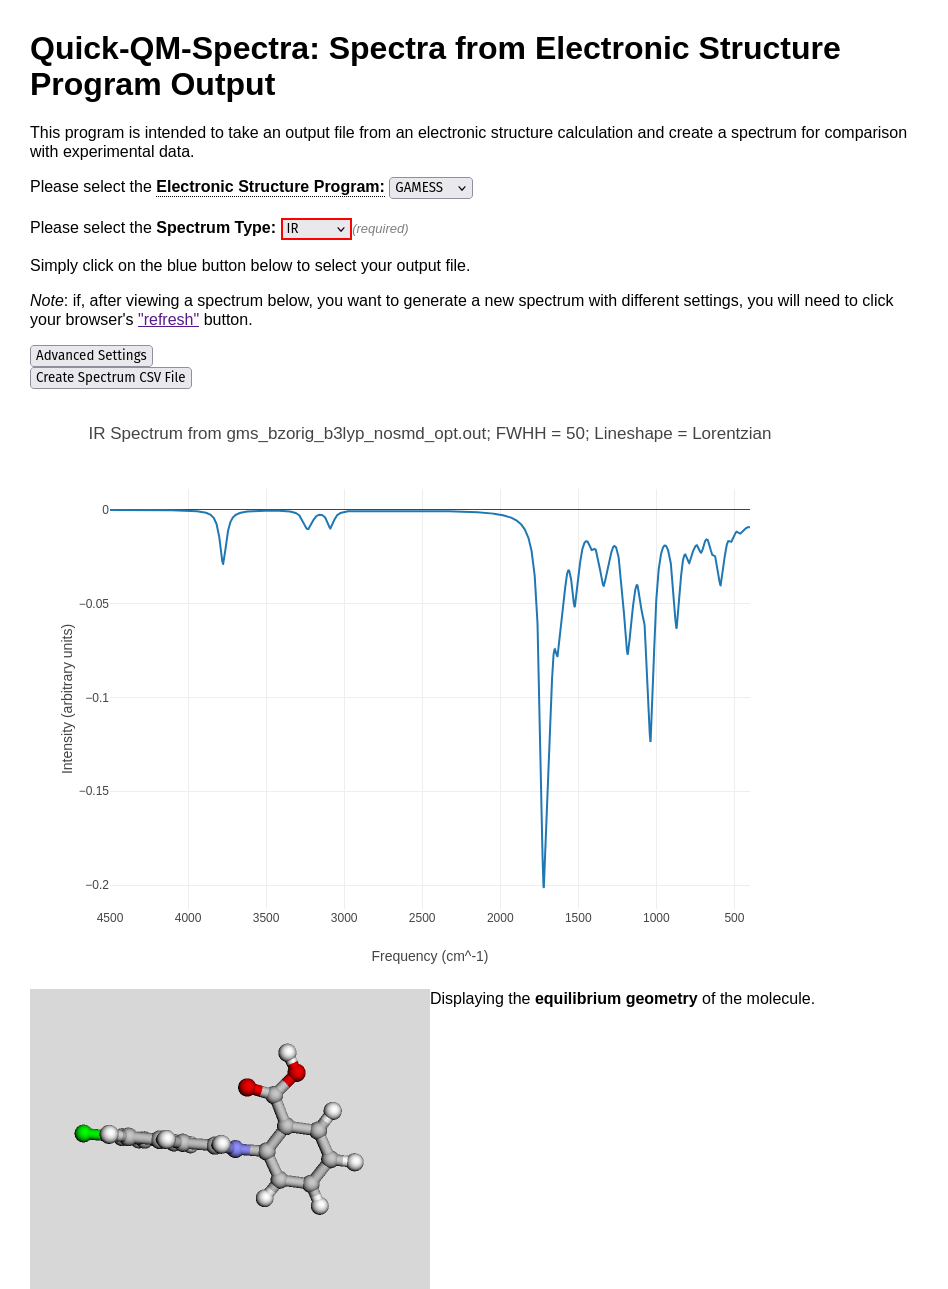 Quick-QM-Spectra: Spectra from Electronic Structure
Program Output
This program is intended to take an output file from an electronic structure calculation and create a spectrum for comparison
with experimental data.
Please select the Electronic Structure Program: GAMESS
Please select the Spectrum Type: IR (required)
Simply click on the blue button below to select your output file.
Note: if, after viewing a spectrum below, you want to generate a new spectrum with different settings, you will need to click
your browser's "refresh" button.
Advanced Settings
Create Spectrum CSV File
IR Spectrum from gms_bzorig_b3lyp_nosmd_opt.out; FWHH = 50; Lineshape = Lorentzian
0
−0.05
−0.1
−0.15
−0.2
Intensity (arbitrary units)
4500 4000 3500 3000 2500 2000 1500 1000 500
Frequency (cm^-1)
Displaying the equilibrium geometry of the molecule.